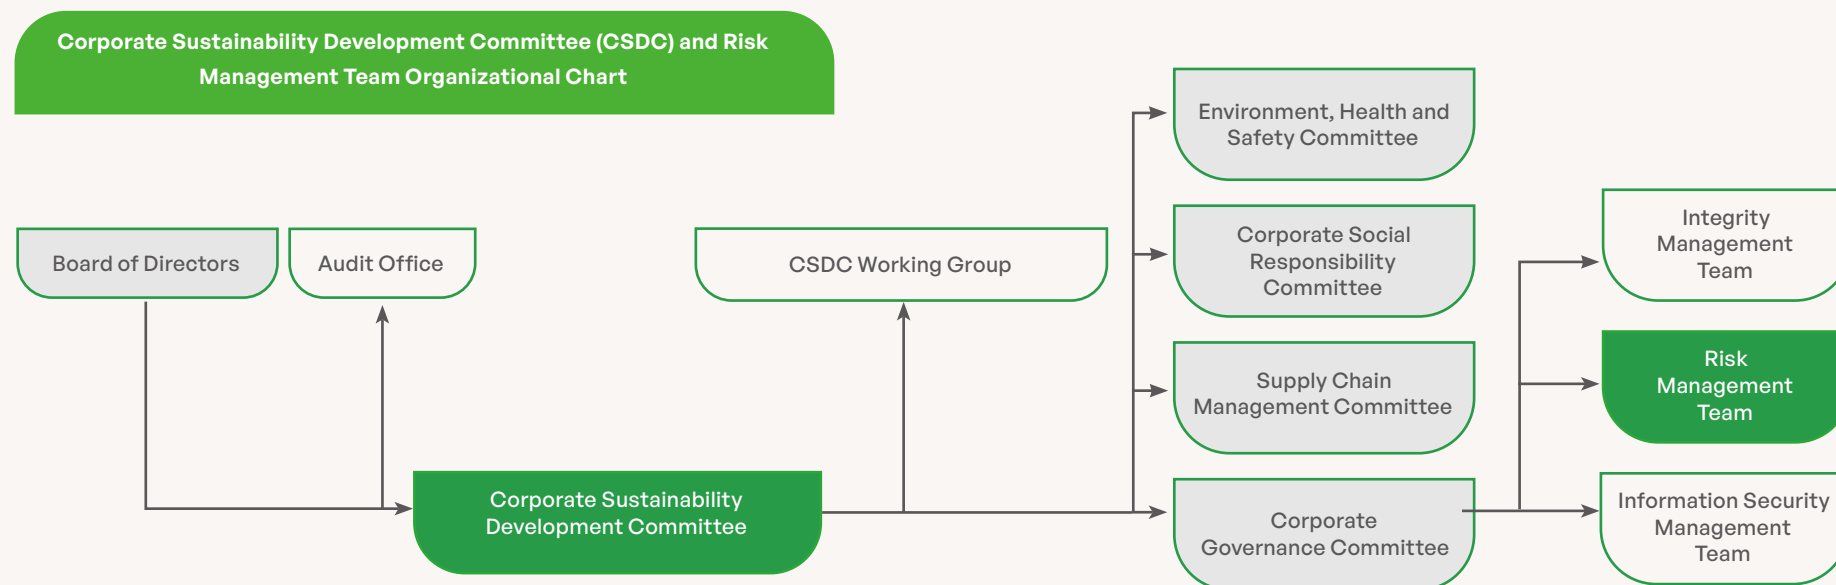 Corporate Sustainability Development Committee (CSDC) and Risk
Management Team Organizational Chart
Board of Directors
Audit Office
Corporate Sustainability
Development Committee
CSDC Working Group
Environment, Health and
Safety Committee
Corporate Social
Responsibility
Committee
Supply Chain
Management Committee
Corporate
Governance Committee
Integrity
Management
Team
Risk
Management
Team
Information Security
Management
Team